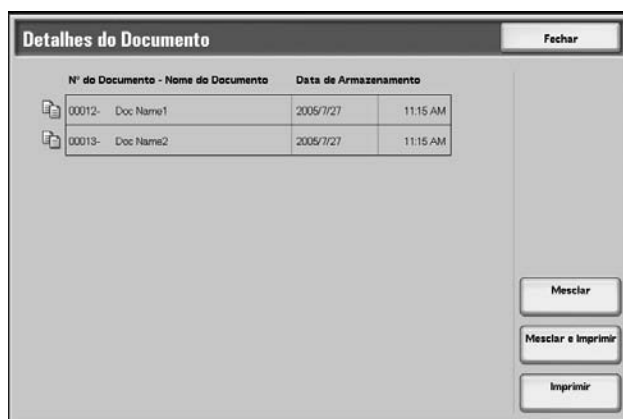 Detalhes do Documento
Fechar
N° do Documento - Nome do Documento Data de Armazenamento
00012- Doc Name1 2005/7/27 11:15 AM
00013- Doc Name2 2005/7/27 11:15 AM
Mesclar
Mesclar e Imprimir
Imprimir